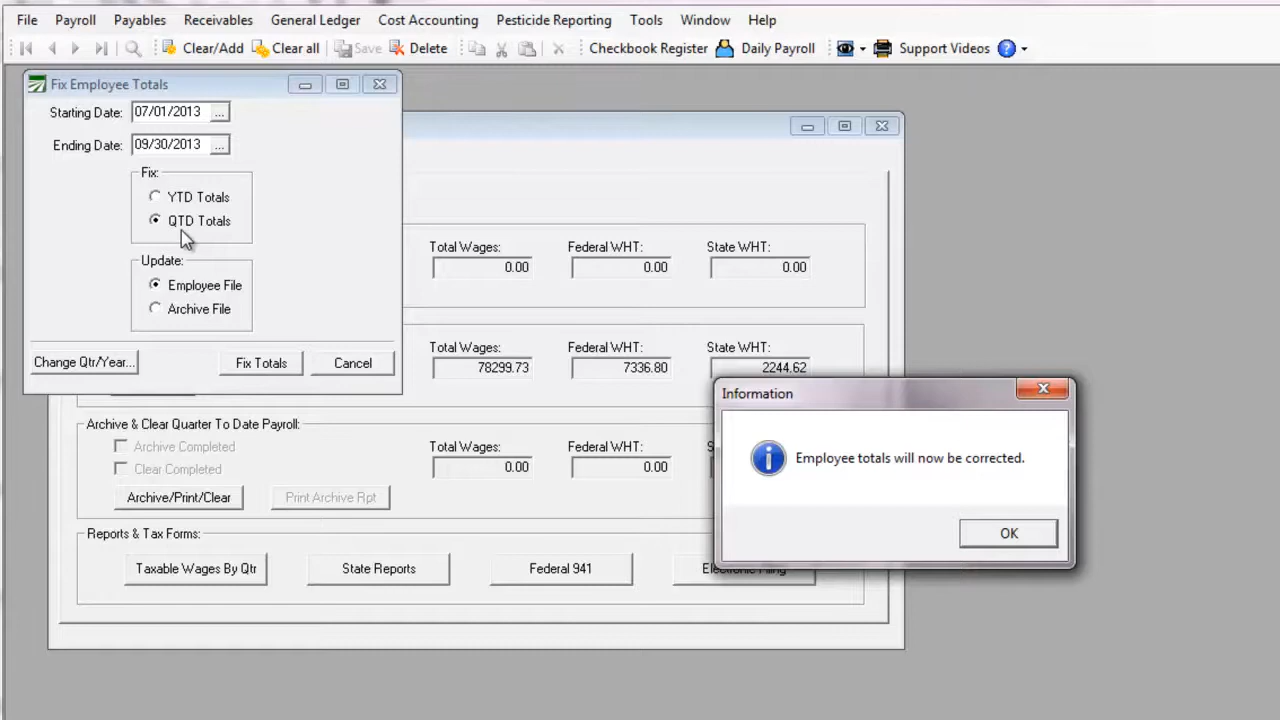 File Payroll Payables Receivables General Ledger Cost Accounting Pesticide Reporting Tools Window Help
Clear/Add Clear all Save Delete Checkbook Register Daily Payroll Support Videos
Fix Employee Totals
Starting Date: 07/01/2013 ...
Ending Date: 09/30/2013 ...
Fix:
YTD Totals
QTD Totals
Update:
Employee File
Archive File
Change Qtr/Year... Fix Totals Cancel
Total Wages: Federal WHT: State WHT:
0.00 0.00 0.00
Total Wages: Federal WHT: State WHT:
78299.73 7336.80 2244.62
Archive & Clear Quarter To Date Payroll:
Archive Completed
Clear Completed
Total Wages: Federal WHT:
0.00 0.00
Archive/Print/Clear Print Archive Rpt
Reports & Tax Forms:
Taxable Wages By Qtr State Reports Federal 941 Electronic Filing
Information
Employee totals will now be corrected.
OK